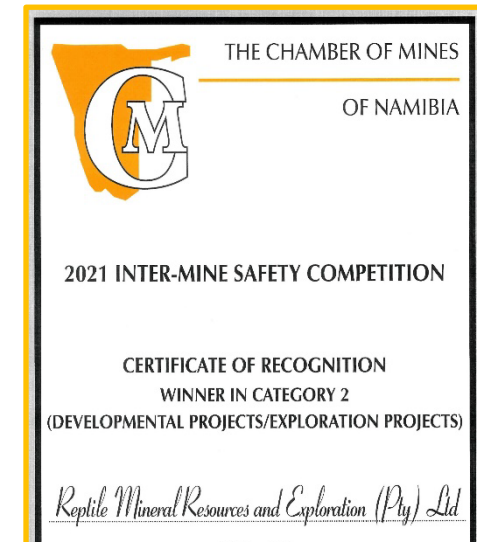 THE CHAMBER OF MINES
OF NAMIBIA
CM
2021 INTER-MINE SAFETY COMPETITION
CERTIFICATE OF RECOGNITION
WINNER IN CATEGORY 2
(DEVELOPMENTAL PROJECTS/EXPLORATION PROJECTS)
Reptile Mineral Resources and Exploration (Pty) Ltd